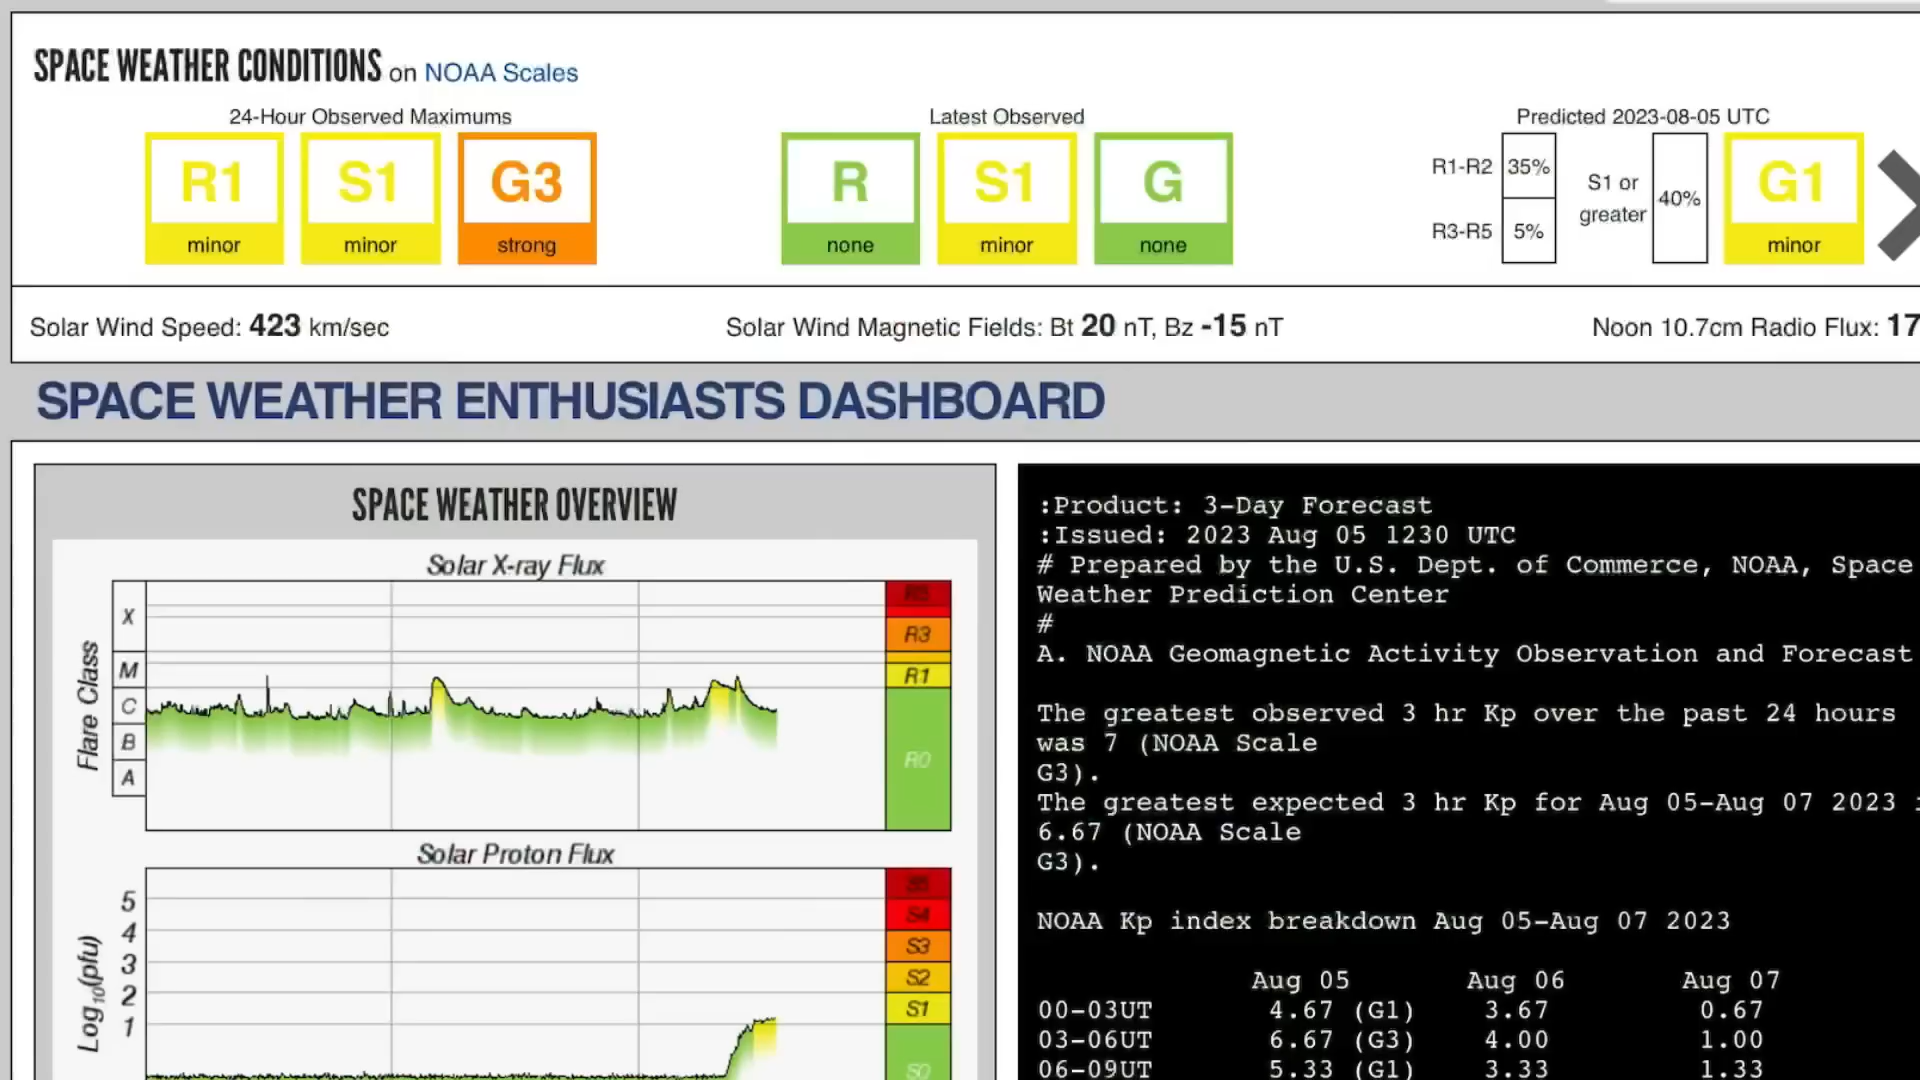 SPACE WEATHER CONDITIONS on NOAA Scales
24-Hour Observed Maximums
Latest Observed
Predicted 2023-08-05 UTC
R1
S1
G3
R
S1
G
R1-R2
35%
S1 or
greater
40%
G1
R3-R5
5%
minor
minor
strong
none
minor
none
minor
Solar Wind Speed: 423 km/sec
Solar Wind Magnetic Fields: Bt 20 nT, Bz -15 nT
Noon 10.7cm Radio Flux: 17
SPACE WEATHER ENTHUSIASTS DASHBOARD
SPACE WEATHER OVERVIEW
Solar X-ray Flux
Flare Class
X
M
C
B
A
R5
R3
R1
R0
Solar Proton Flux
Log10(pfu)
5
4
3
2
1
S5
S4
S3
S2
S1
S0
:Product: 3-Day Forecast
:Issued: 2023 Aug 05 1230 UTC
# Prepared by the U.S. Dept. of Commerce, NOAA, Space
Weather Prediction Center
#
A. NOAA Geomagnetic Activity Observation and Forecast
The greatest observed 3 hr Kp over the past 24 hours
was 7 (NOAA Scale
G3).
The greatest expected 3 hr Kp for Aug 05-Aug 07 2023
6.67 (NOAA Scale
G3).
NOAA Kp index breakdown Aug 05-Aug 07 2023
Aug 05 Aug 06 Aug 07
00-03UT 4.67 (G1) 3.67 0.67
03-06UT 6.67 (G3) 4.00 1.00
06-09UT 5.33 (G1) 3.33 1.33